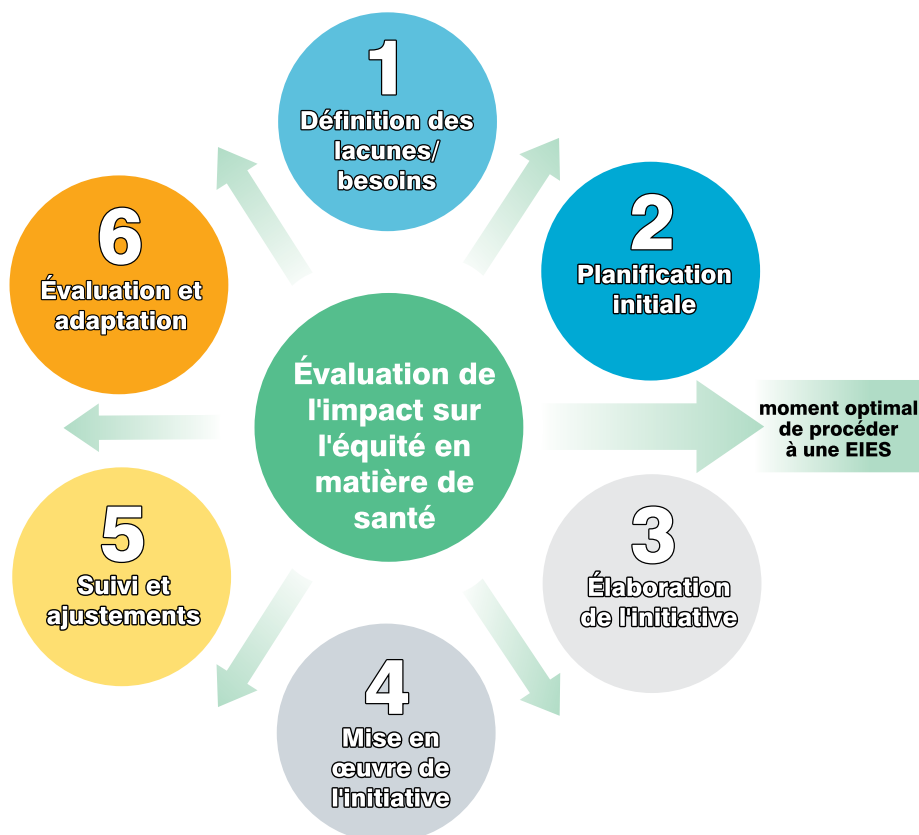 1
Définition des
lacunes/
besoins
2
Planification
initiale
moment optimal
de procéder
à une EIES
3
Élaboration
de l'initiative
4
Mise en
œuvre de
l'initiative
5
Suivi et
ajustements
6
Évaluation et
adaptation
Évaluation de
l'impact sur
l'équité en
matière de
santé